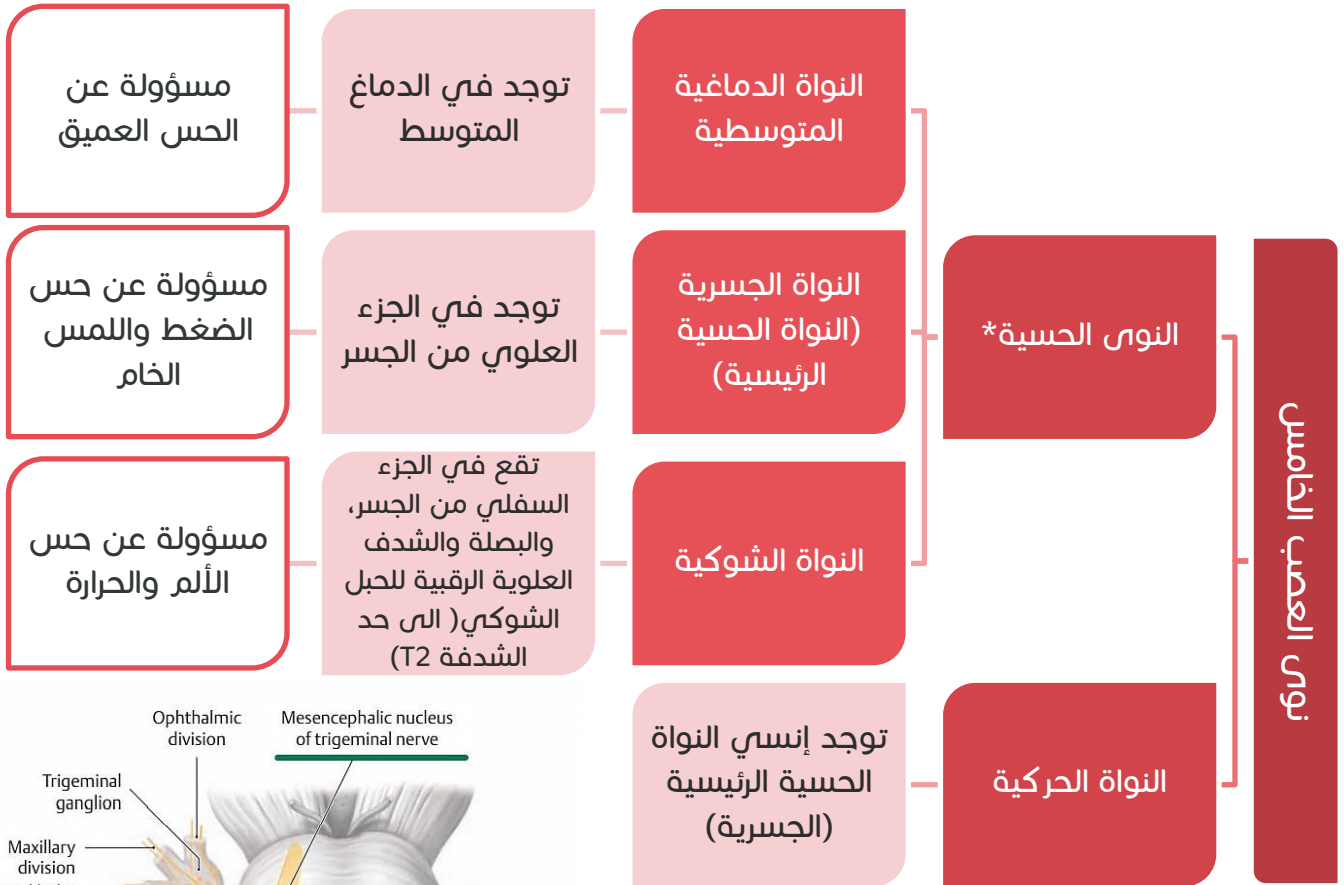 نوى العصب الخامس
النوى الحسية*
النواة الدماغية
المتوسطية
توجد في الدماغ
المتوسط
مسؤولة عن
الحس العميق
النواة الجسرية
(النواة الحسية
الرئيسية)
توجد في الجزء
العلوي من الجسر
مسؤولة عن حس
الضغط واللمس
الخام
النواة الشوكية
تقع في الجزء
السفلي من الجسر،
والبصلة والشدف
العلوية الرقبية للحبل
الشوكي( الى حد
الشدفة T2)
مسؤولة عن حس
الألم والحرارة
النواة الحركية
توجد إنسي النواة
الحسية الرئيسية
(الجسرية)
Ophthalmic
division
Mesencephalic nucleus
of trigeminal nerve
Trigeminal
ganglion
Maxillary
division